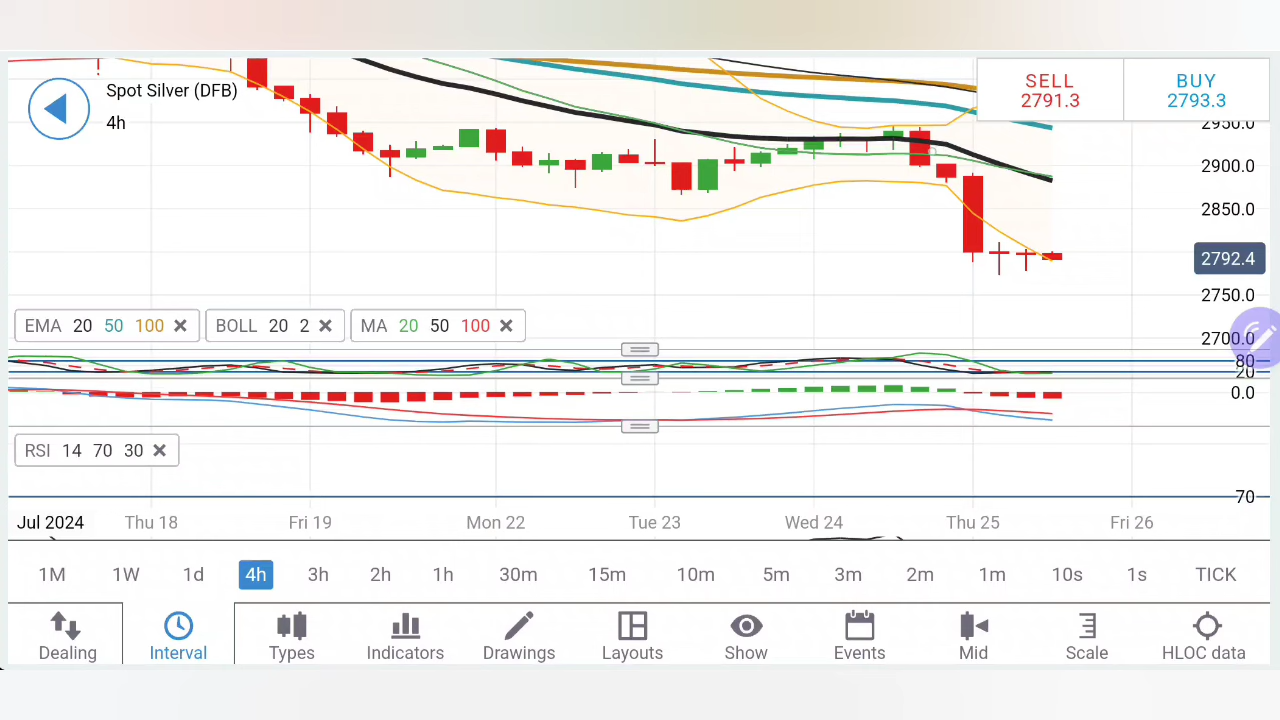 Spot Silver (DFB)
4h
SELL
2791.3
BUY
2793.3
2950.0
2900.0
2850.0
2792.4
2750.0
2700.0
EMA 20 50 100
BOLL 20 2
MA 20 50 100
80
20
0.0
RSI 14 70 30
70
Jul 2024 Thu 18 Fri 19 Mon 22 Tue 23 Wed 24 Thu 25 Fri 26
1M 1W 1d 4h 3h 2h 1h 30m 15m 10m 5m 3m 2m 1m 10s 1s TICK
Dealing Interval Types Indicators Drawings Layouts Show Events Mid Scale HLOC data